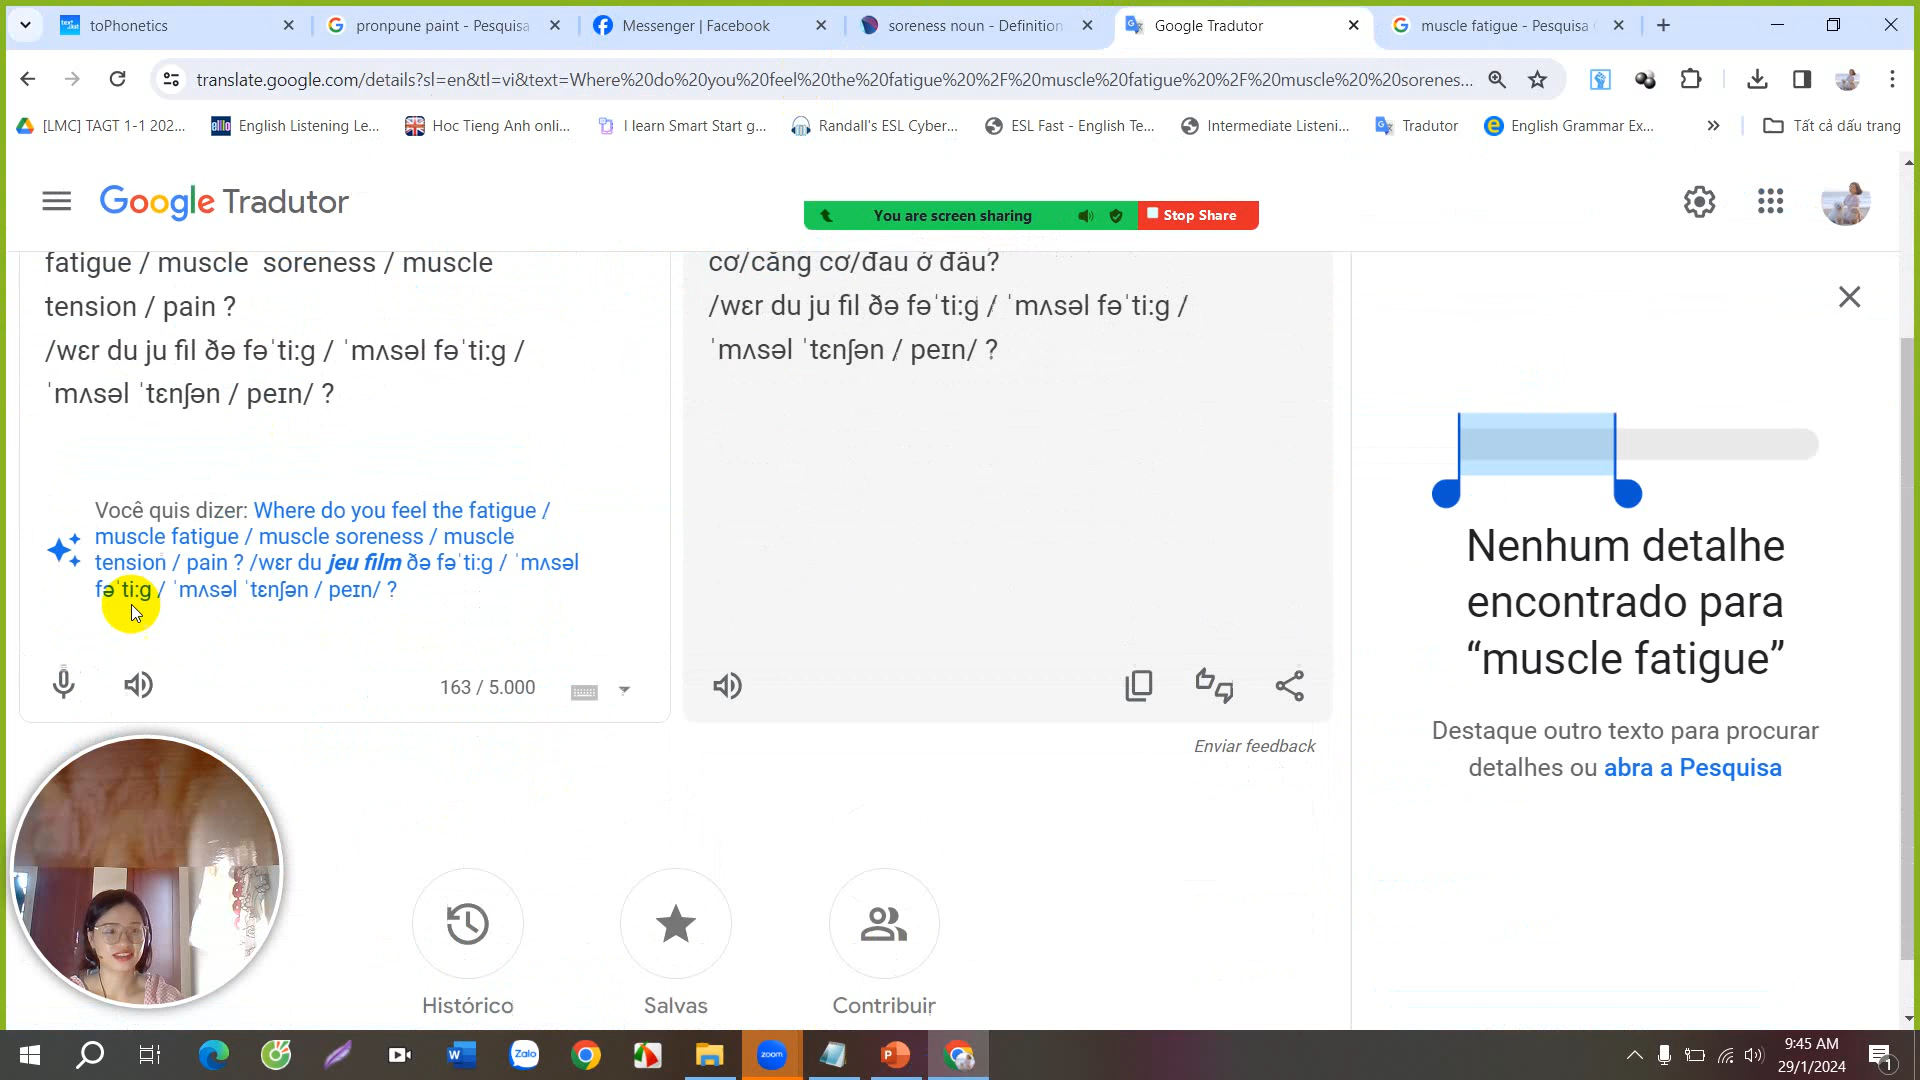 toPhonetics
pronpune paint - Pesquisa
Messenger | Facebook
soreness noun - Definition
Google Tradutor
muscle fatigue - Pesquisa
translate.google.com/details?sl=en&tl=vi&text=Where%20do%20you%20feel%20the%20fatigue%20%2F%20muscle%20fatigue%20%2F%20muscle%20%20sorenes...
[LMC] TAGT 1-1 202...
English Listening Le...
Hoc Tieng Anh onli...
I learn Smart Start g...
Randall's ESL Cyber...
ESL Fast - English Te...
Intermediate Listeni...
Tradutor
English Grammar Ex...
Tất cả dấu trang
Google Tradutor
You are screen sharing
Stop Share
fatigue / muscle  soreness / muscle
tension / pain ?
/wɛr du ju fil ðə fəˈtiːg / ˈmʌsəl fəˈtiːg /
ˈmʌsəl ˈtɛnʃən / peɪn/ ?
cơ/căng cơ/đau ở đâu?
/wɛr du ju fil ðə fəˈtiːg / ˈmʌsəl fəˈtiːg /
ˈmʌsəl ˈtɛnʃən / peɪn/ ?
Você quis dizer: Where do you feel the fatigue /
muscle fatigue / muscle soreness / muscle
tension / pain ? /wɛr du jeu film ðə fəˈtiːg / ˈmʌsəl
fəˈtiːg / ˈmʌsəl ˈtɛnʃən / peɪn/ ?
163 / 5.000
Enviar feedback
Nenhum detalhe
encontrado para
“muscle fatigue”
Destaque outro texto para procurar
detalhes ou abra a Pesquisa
Histórico
Salvas
Contribuir
Zalo
zoom
9:45 AM
29/1/2024
1